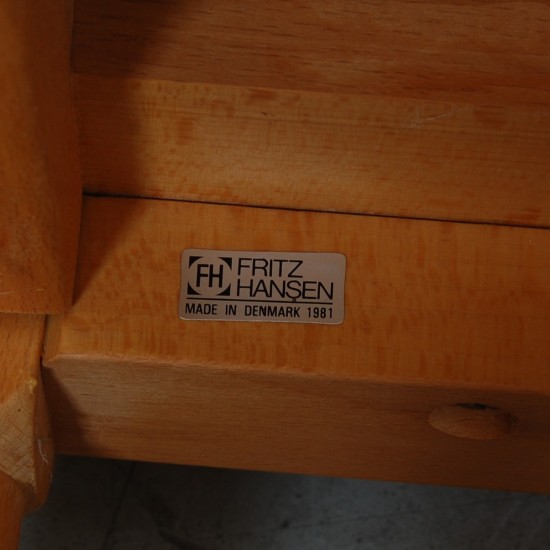 FH FRITZ
HANSEN
MADE IN DENMARK 1981